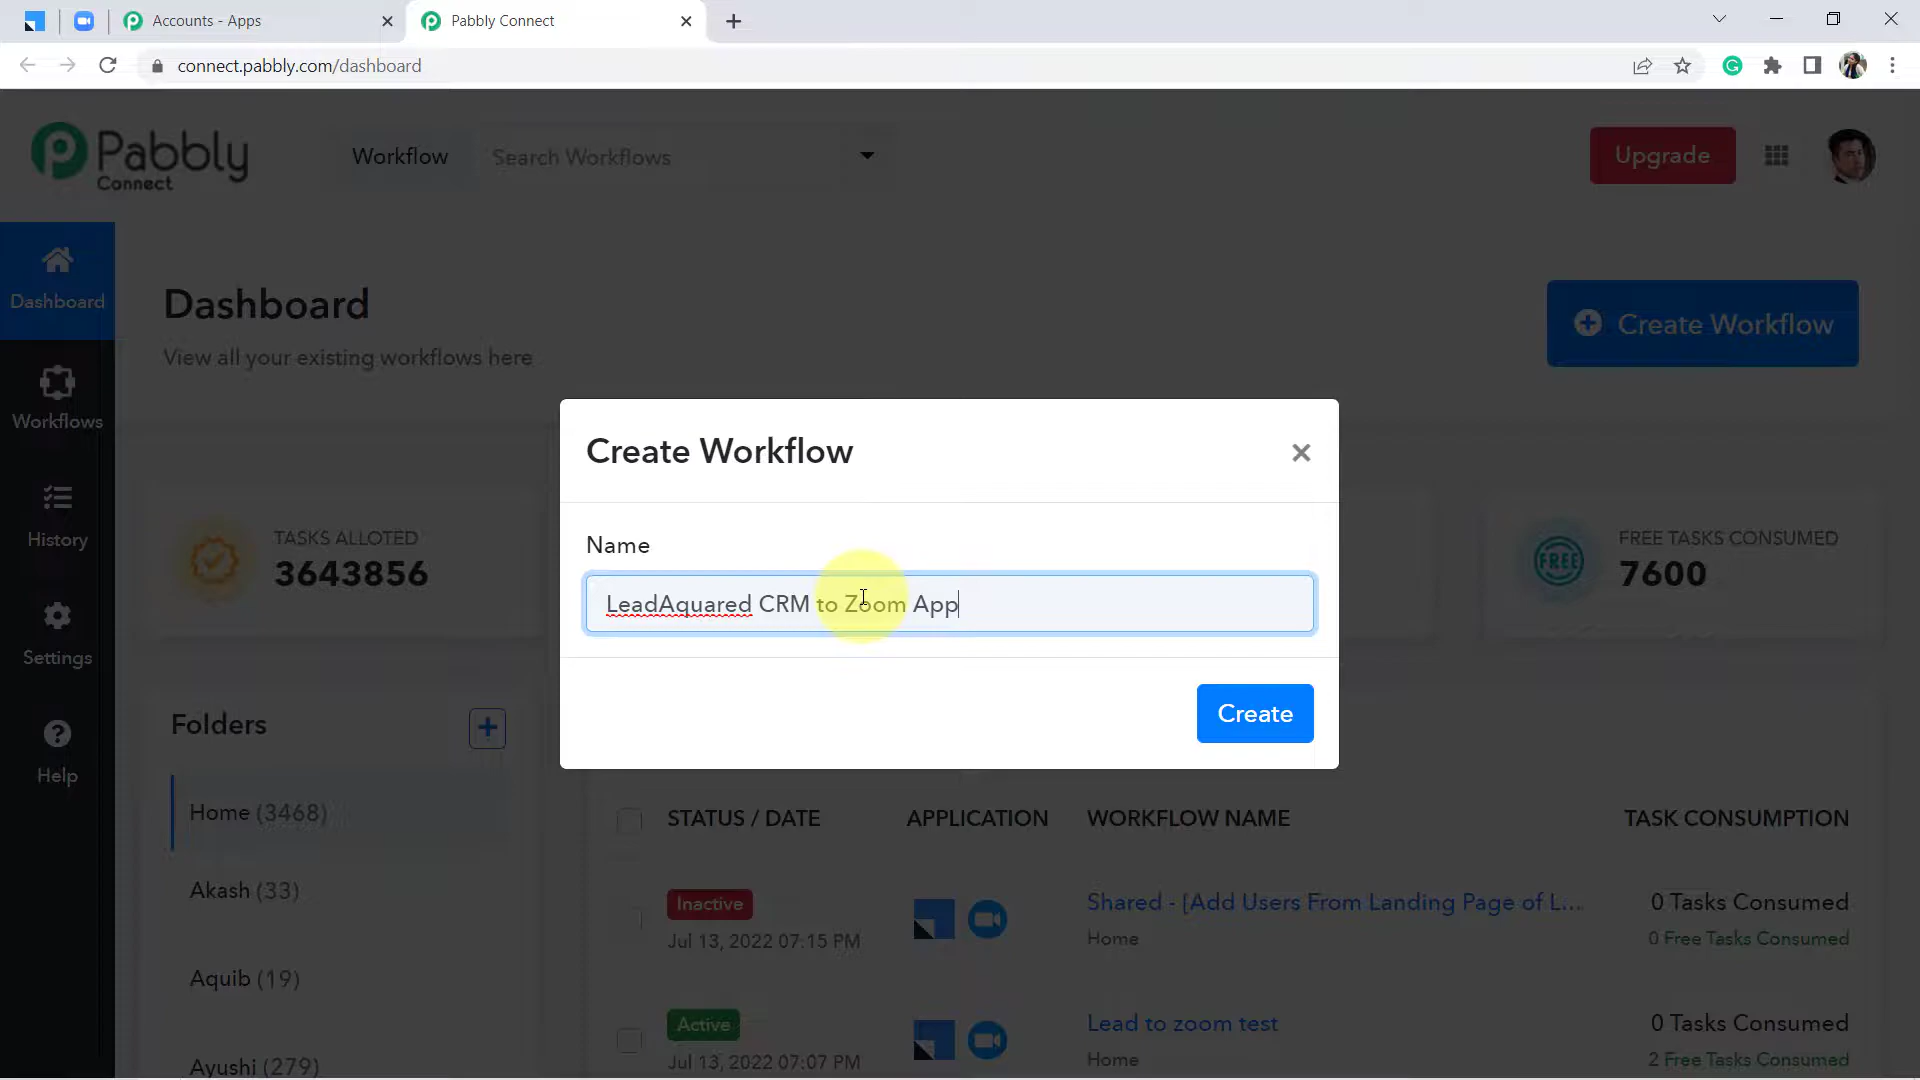 Accounts - Apps
Pabbly Connect
connect.pabbly.com/dashboard
Pabbly
Connect
Workflow
Search Workflows
Upgrade
Dashboard
Workflows
History
Settings
Help
Dashboard
View all your existing workflows here
Create Workflow
Create Workflow
Name
LeadAquared CRM to Zoom App
Create
TASKS ALLOTED
3643856
FREE
FREE TASKS CONSUMED
7600
Folders
Home (3468)
Akash (33)
Aquib (19)
Ayushi (279)
STATUS / DATE
APPLICATION
WORKFLOW NAME
TASK CONSUMPTION
Inactive
Jul 13, 2022 07:15 PM
Shared - [Add Users From Landing Page of L...
Home
0 Tasks Consumed
0 Free Tasks Consumed
Active
Jul 13, 2022 07:07 PM
Lead to zoom test
Home
0 Tasks Consumed
2 Free Tasks Consumed